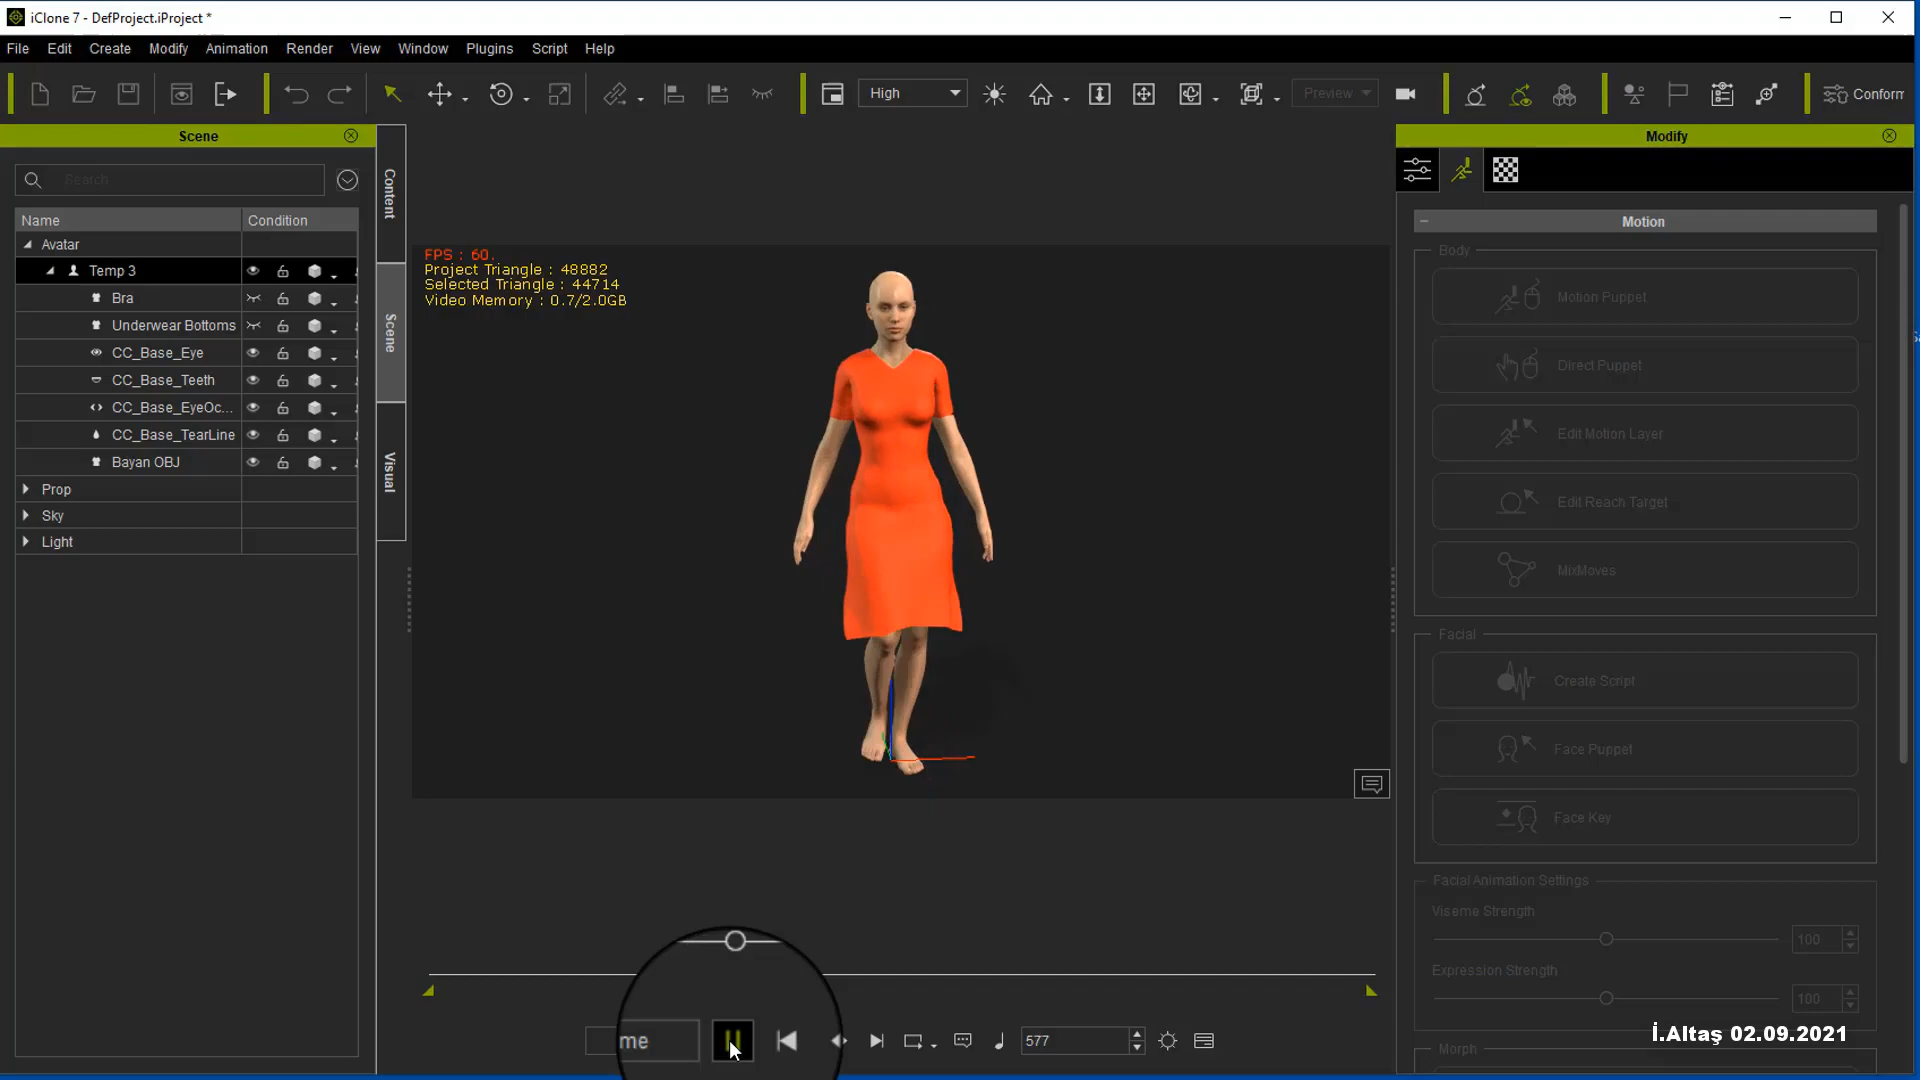 iClone 7 - DefProject.iProject *
File Edit Create Modify Animation Render View Window Plugins Script Help
High
Preview
Conform
Scene
Modify
Search
Content
Scene
Visual
Name Condition
Avatar
Temp 3
Bra
Underwear Bottoms
CC_Base_Eye
CC_Base_Teeth
CC_Base_EyeOc...
CC_Base_TearLine
Bayan OBJ
Prop
Sky
Light
FPS : 60.
Project Triangle : 48882
Selected Triangle : 44714
Video Memory : 0.7/2.0GB
Motion
Body
Motion Puppet
Direct Puppet
Edit Motion Layer
Edit Reach Target
MixMoves
Facial
Create Script
Face Puppet
Face Key
Facial Animation Settings
Viseme Strength
100
Expression Strength
100
Morph
me
577
İ.Altaş 02.09.2021